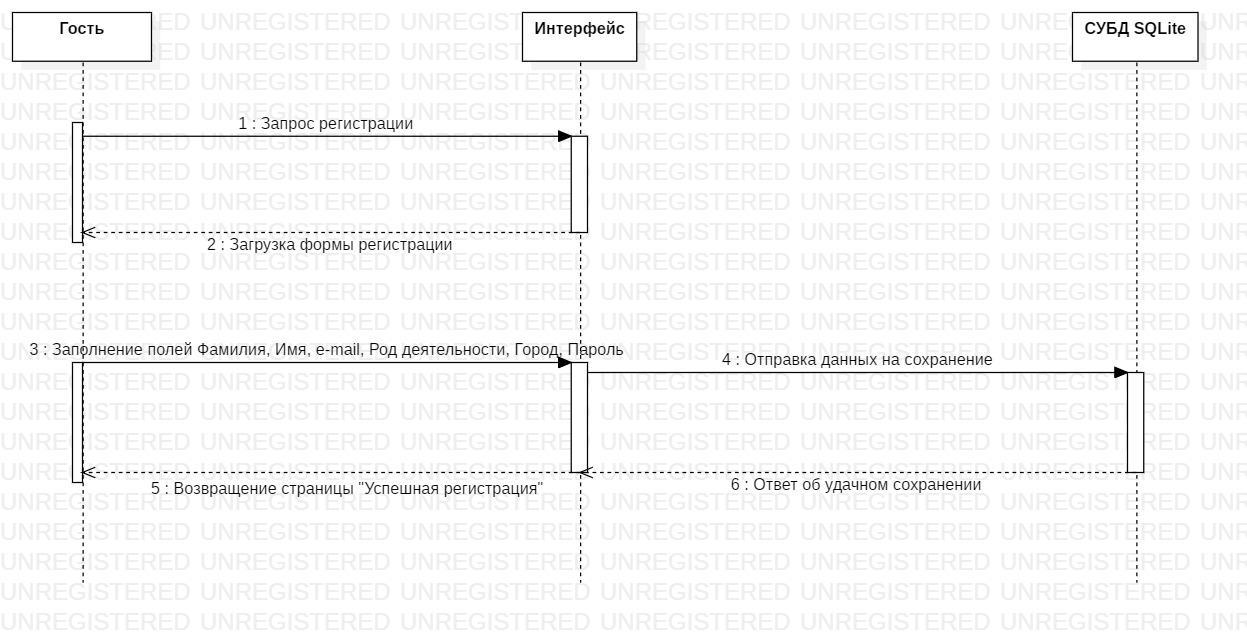 Гость
Интерфейс
СУБД SQLite
1 : Запрос регистрации
2 : Загрузка формы регистрации
3 : Заполнение полей Фамилия, Имя, e-mail, Род деятельности, Город, Пароль
4 : Отправка данных на сохранение
5 : Возвращение страницы "Успешная регистрация"
6 : Ответ об удачном сохранении
UNREGISTERED